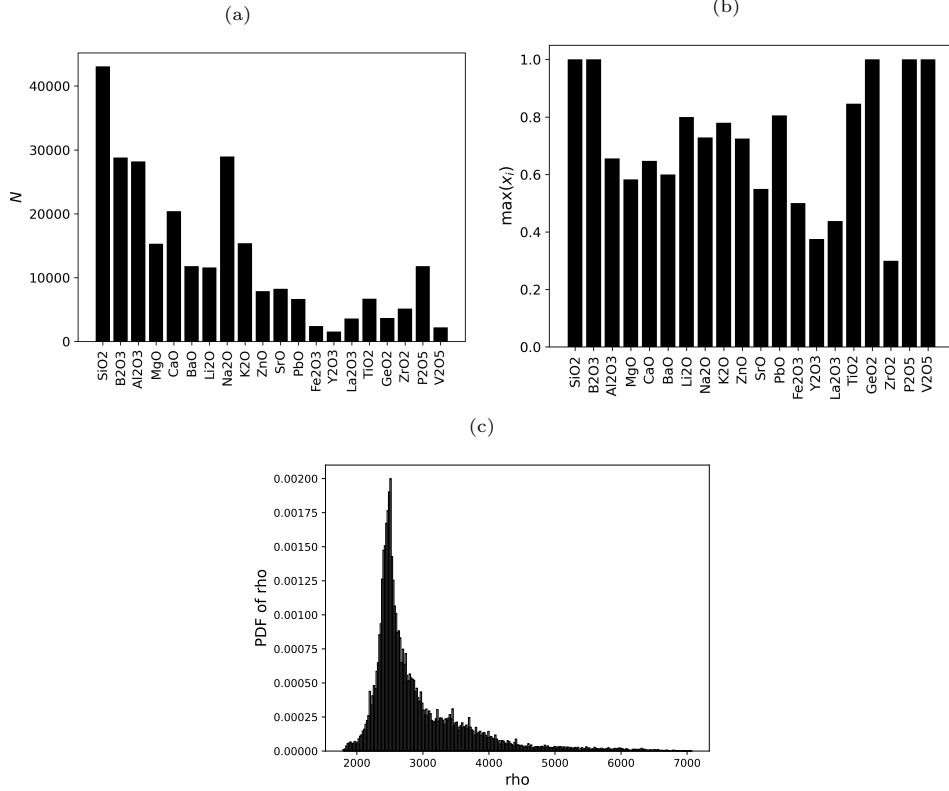 (a)
N
40000
30000
20000
10000
0
SiO2 B2O3 Al2O3 MgO CaO BaO Li2O Na2O K2O ZnO SrO PbO Fe2O3 Y2O3 La2O3 TiO2 GeO2 ZrO2 P2O5 V2O5
(b)
max(x_i)
1.0
0.8
0.6
0.4
0.2
0.0
SiO2 B2O3 Al2O3 MgO CaO BaO Li2O Na2O K2O ZnO SrO PbO Fe2O3 Y2O3 La2O3 TiO2 GeO2 ZrO2 P2O5 V2O5
(c)
PDF of rho
0.00200
0.00175
0.00150
0.00125
0.00100
0.00075
0.00050
0.00025
0.00000
2000 3000 4000 5000 6000 7000
rho